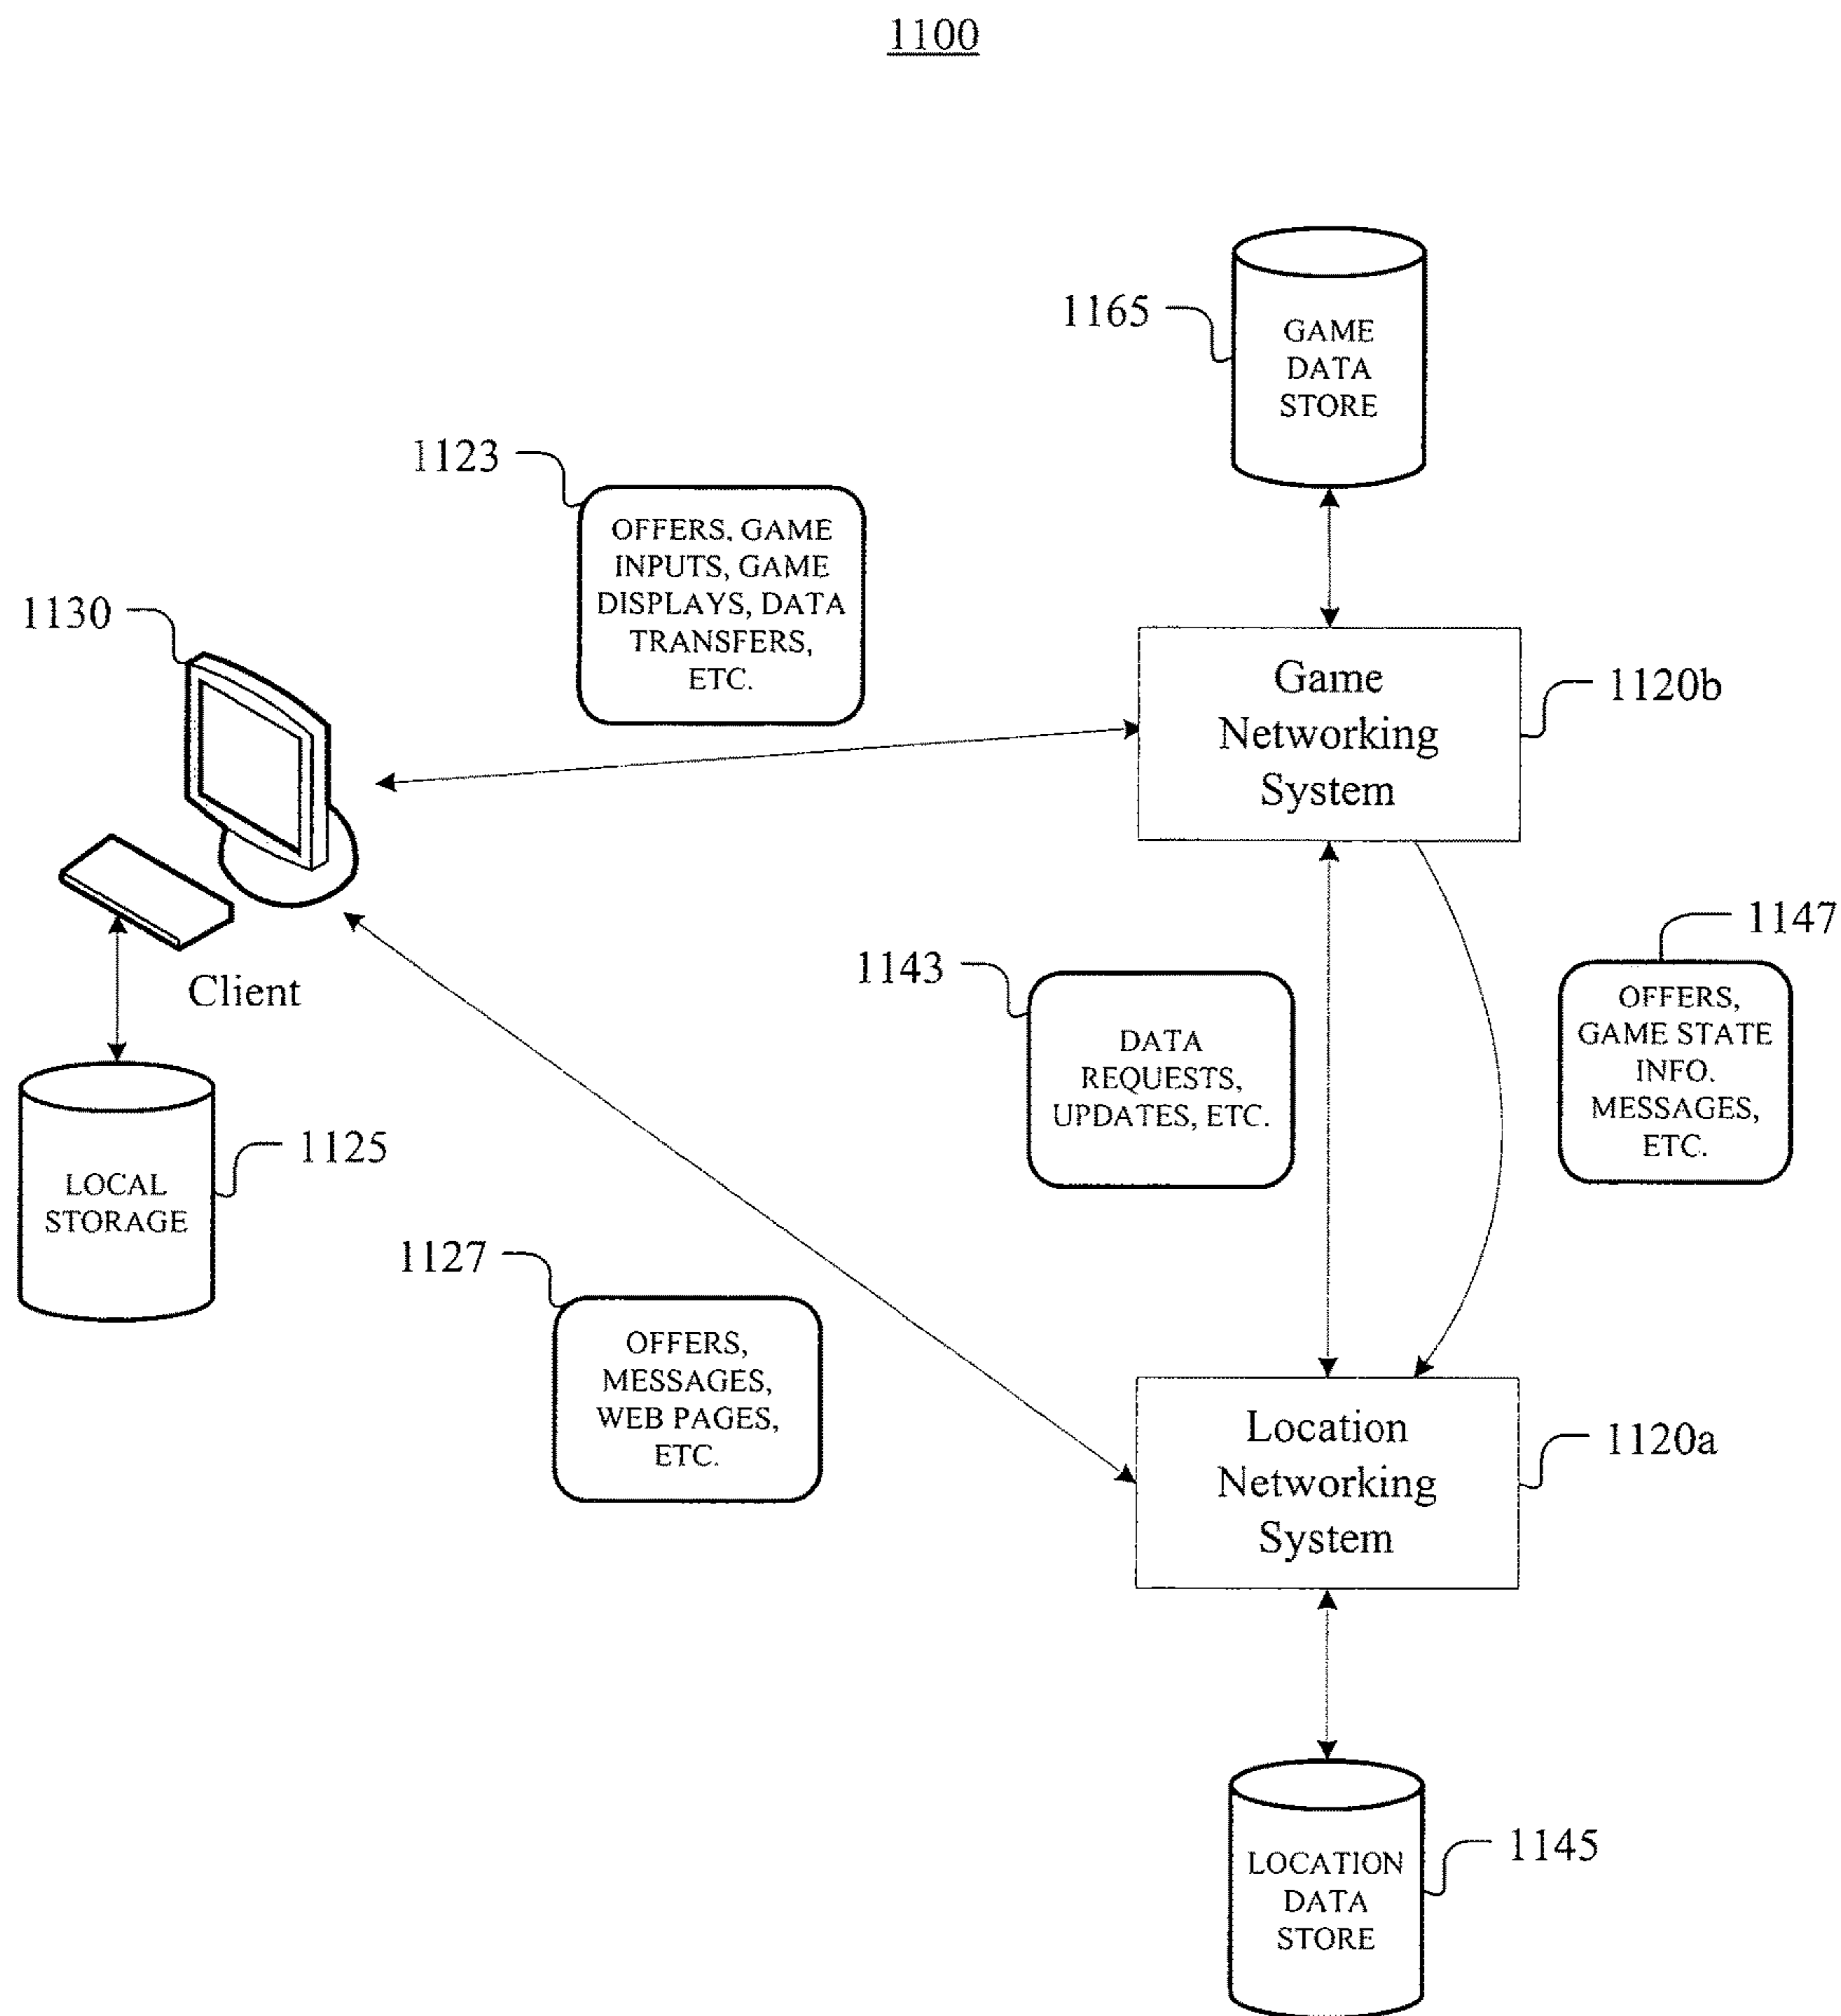 1100
1165
GAME
DATA
STORE
1123
OFFERS, GAME
INPUTS, GAME
DISPLAYS, DATA
TRANSFERS,
ETC.
1130
Game
Networking
System
1120b
Client
1143
DATA
REQUESTS,
UPDATES, ETC.
1147
OFFERS,
GAME STATE
INFO.
MESSAGES,
ETC.
1125
LOCAL
STORAGE
1127
OFFERS,
MESSAGES,
WEB PAGES,
ETC.
Location
Networking
System
1120a
1145
LOCATION
DATA
STORE